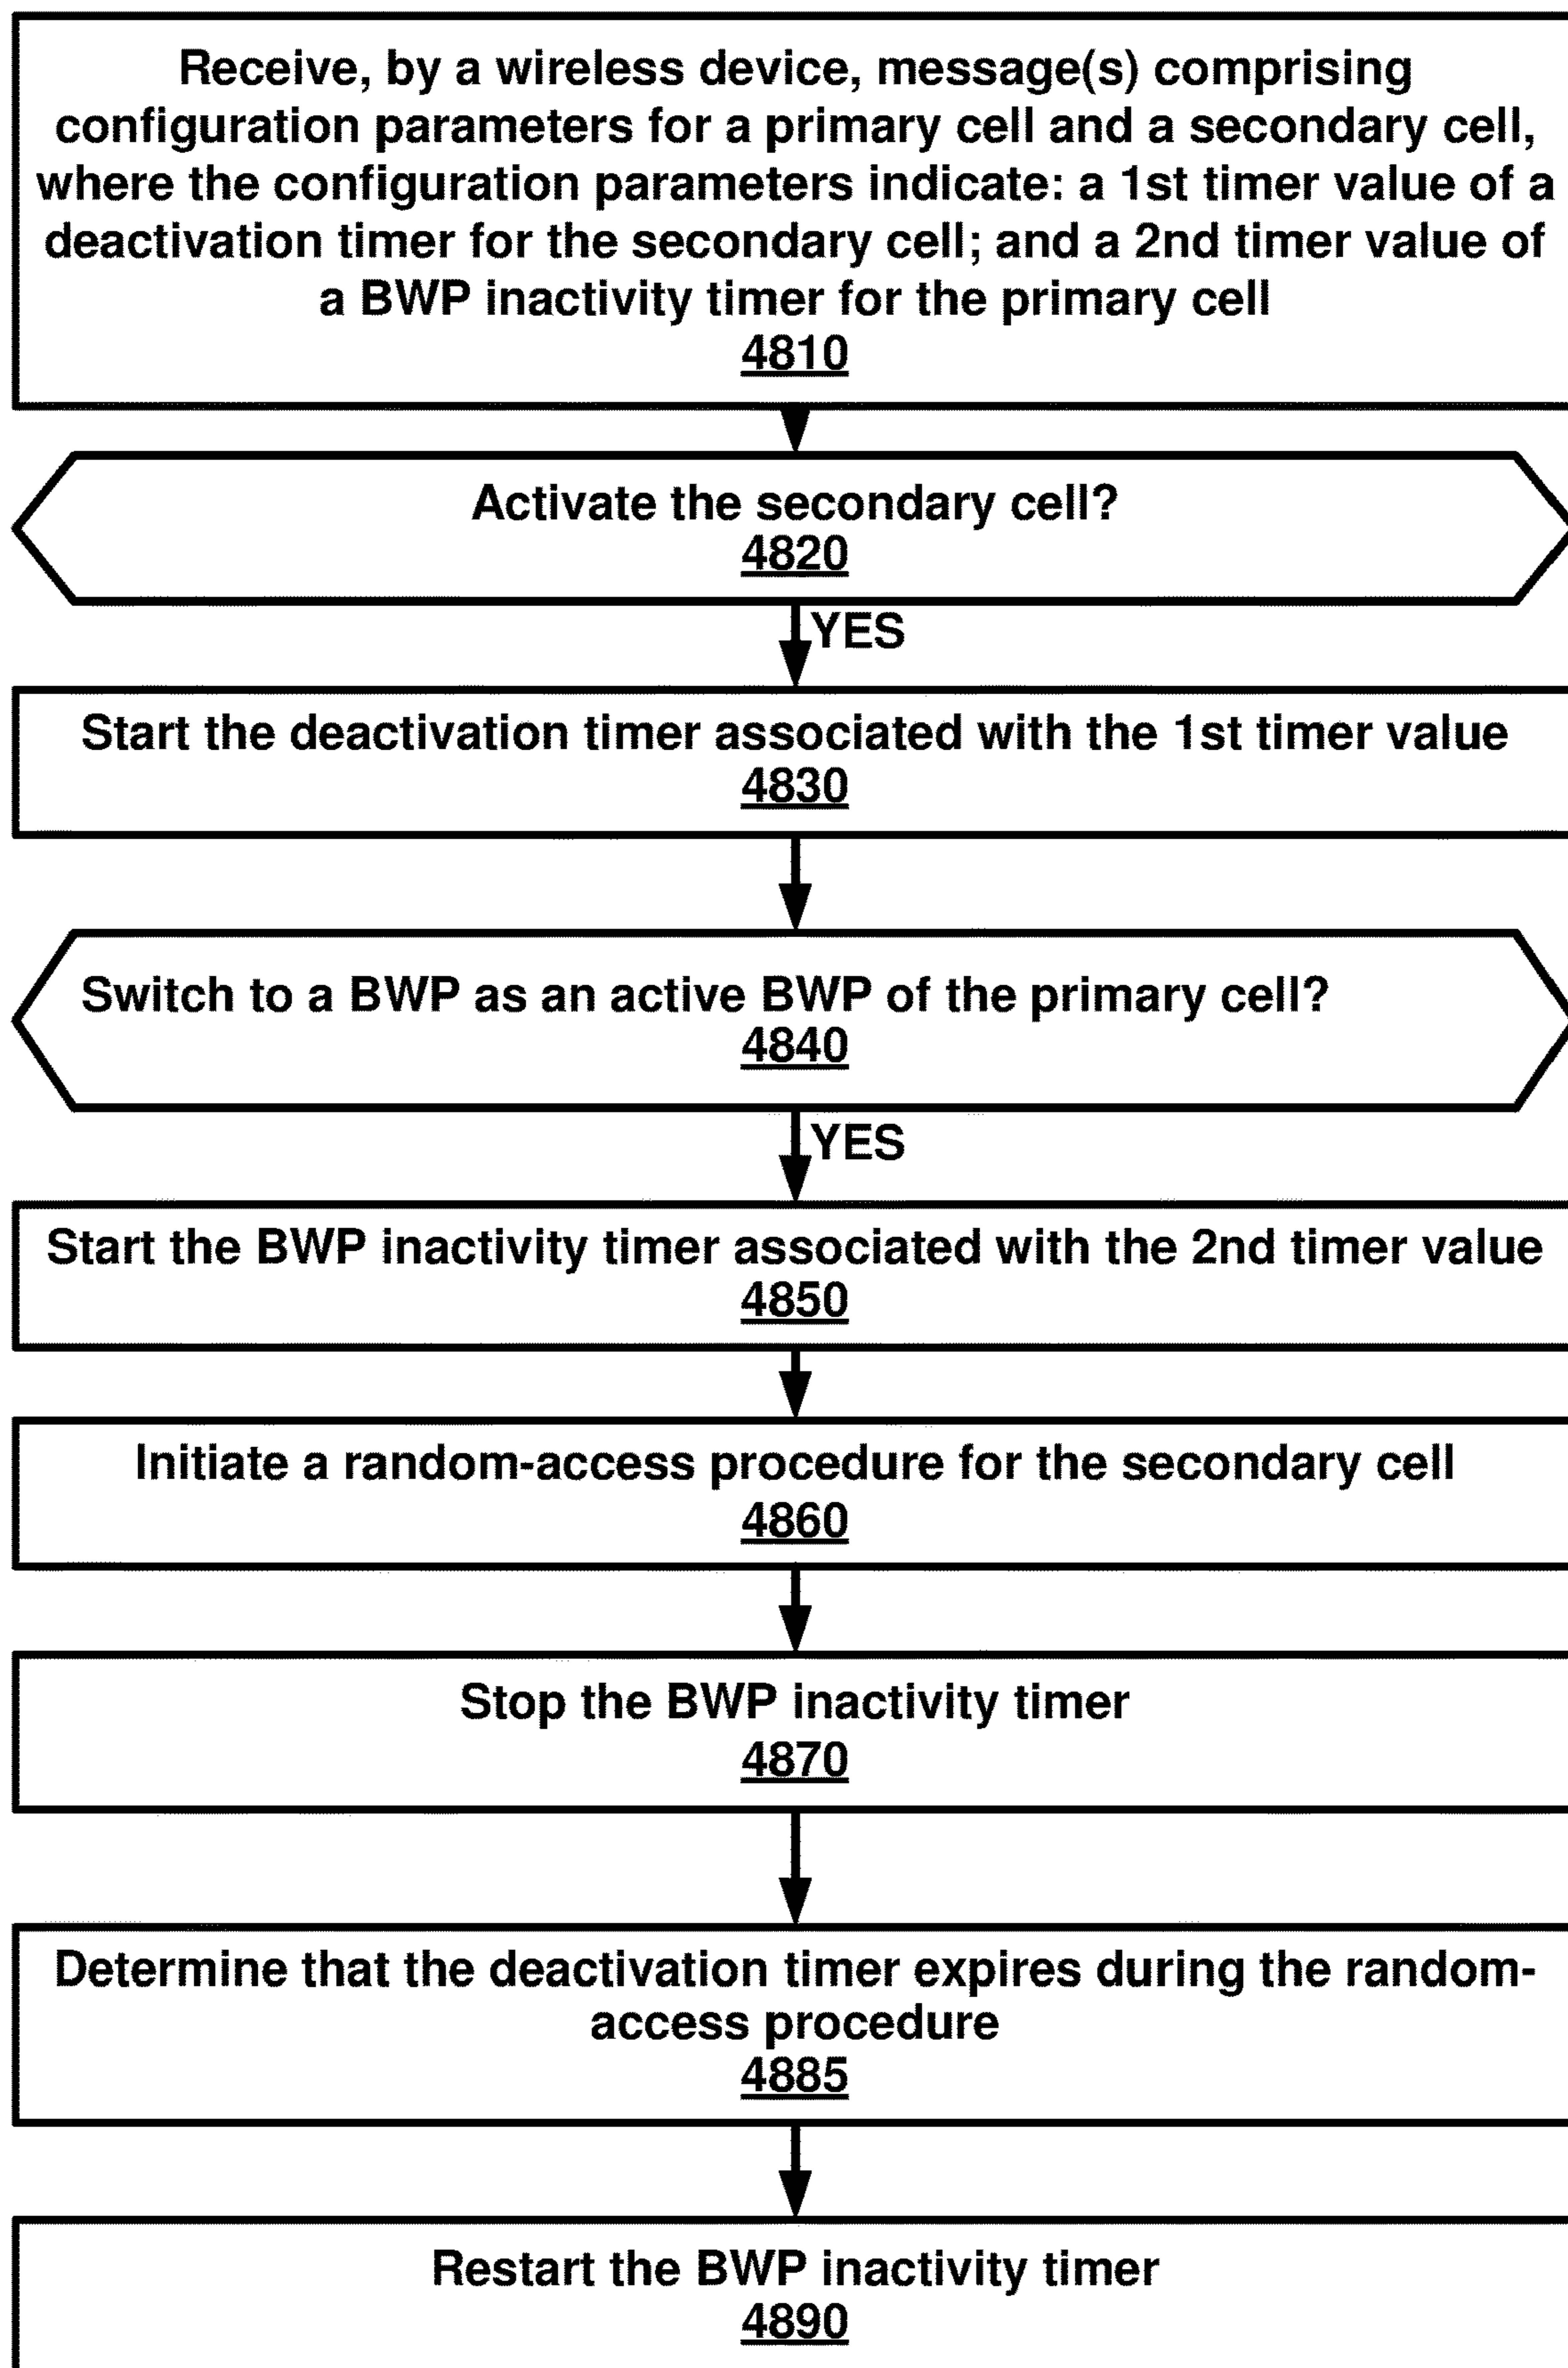 Receive, by a wireless device, message(s) comprising
configuration parameters for a primary cell and a secondary cell,
where the configuration parameters indicate: a 1st timer value of a
deactivation timer for the secondary cell; and a 2nd timer value of
a BWP inactivity timer for the primary cell
4810
Activate the secondary cell?
4820
YES
Start the deactivation timer associated with the 1st timer value
4830
Switch to a BWP as an active BWP of the primary cell?
4840
YES
Start the BWP inactivity timer associated with the 2nd timer value
4850
Initiate a random-access procedure for the secondary cell
4860
Stop the BWP inactivity timer
4870
Determine that the deactivation timer expires during the random-
access procedure
4885
Restart the BWP inactivity timer
4890